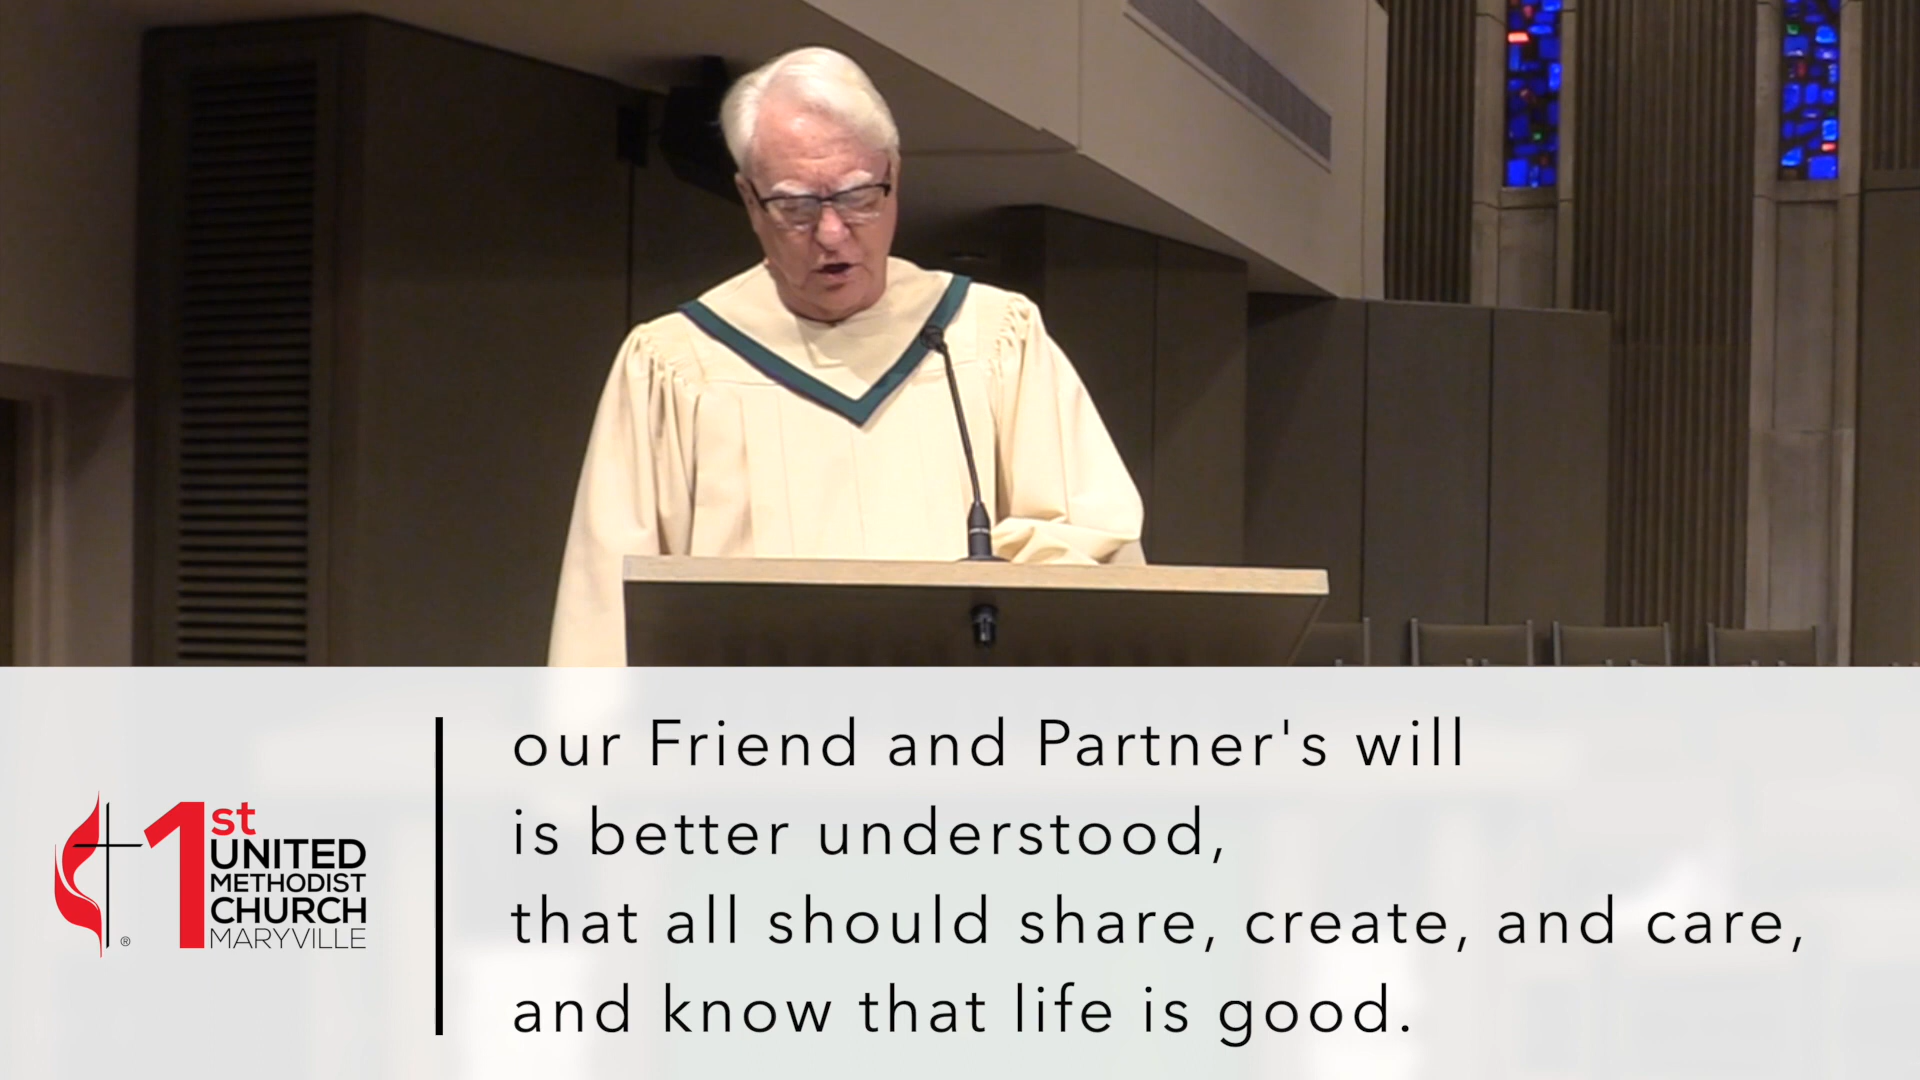 1st
UNITED
METHODIST
CHURCH
MARYVILLE
®
our Friend and Partner's will
is better understood,
that all should share, create, and care,
and know that life is good.